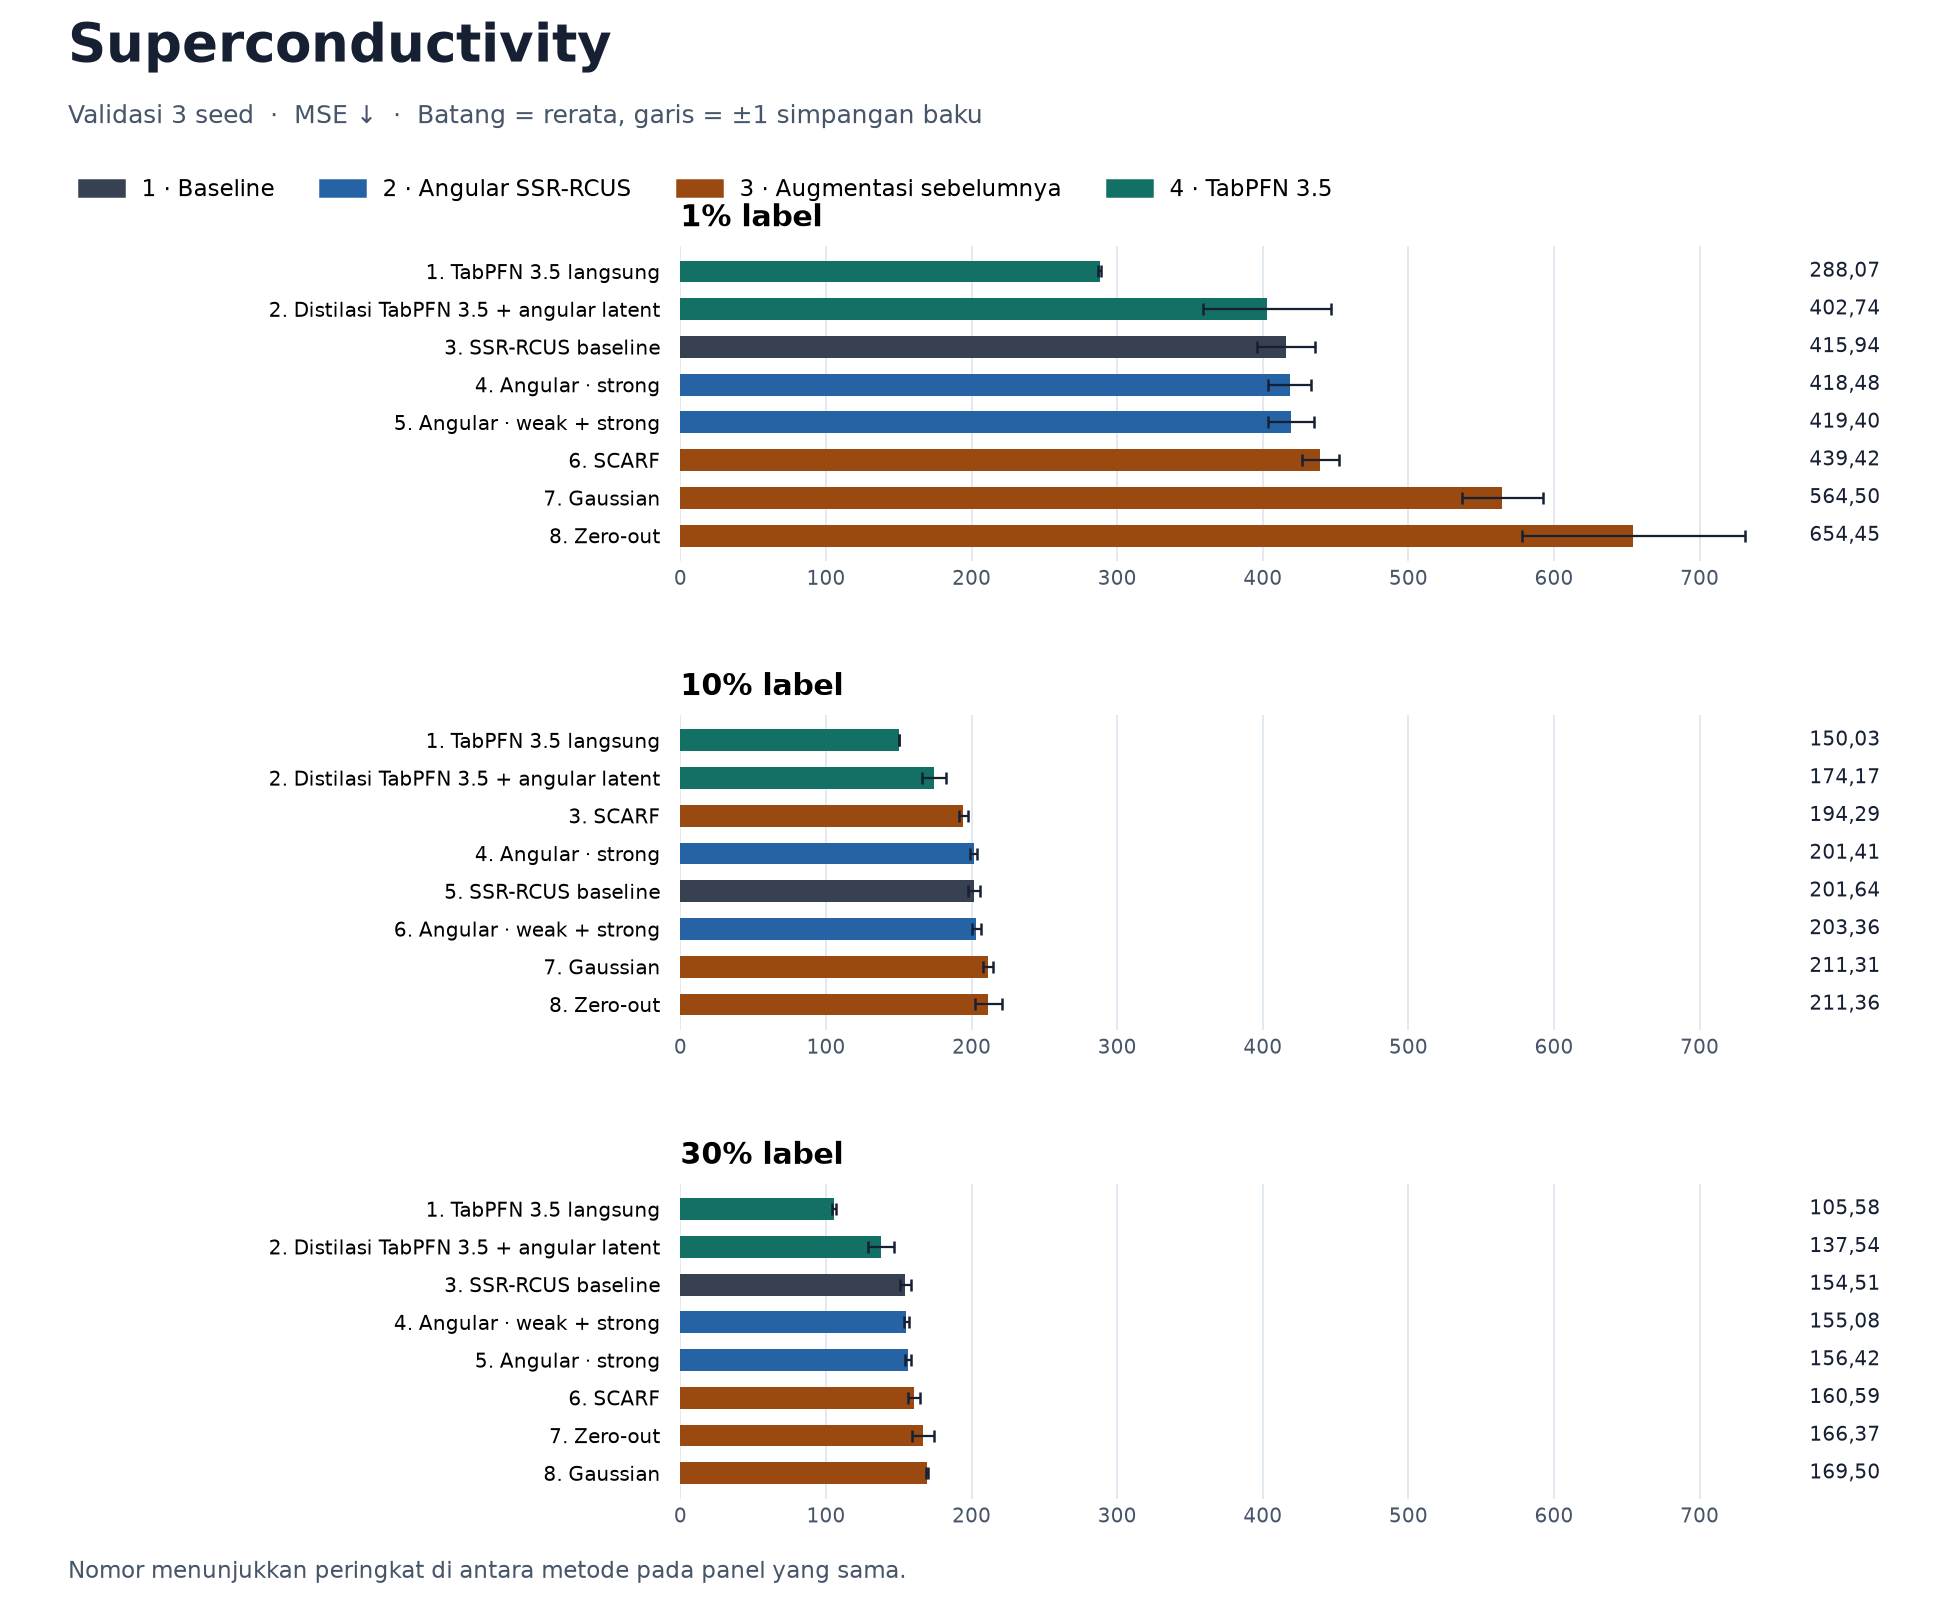 Superconductivity
Validasi 3 seed · MSE ↓ · Batang = rerata, garis = ±1 simpangan baku
1 · Baseline 2 · Angular SSR-RCUS 3 · Augmentasi sebelumnya 4 · TabPFN 3.5
1% label
1. TabPFN 3.5 langsung 288,07
2. Distilasi TabPFN 3.5 + angular latent 402,74
3. SSR-RCUS baseline 415,94
4. Angular · strong 418,48
5. Angular · weak + strong 419,40
6. SCARF 439,42
7. Gaussian 564,50
8. Zero-out 654,45
0 100 200 300 400 500 600 700
10% label
1. TabPFN 3.5 langsung 150,03
2. Distilasi TabPFN 3.5 + angular latent 174,17
3. SCARF 194,29
4. Angular · strong 201,41
5. SSR-RCUS baseline 201,64
6. Angular · weak + strong 203,36
7. Gaussian 211,31
8. Zero-out 211,36
0 100 200 300 400 500 600 700
30% label
1. TabPFN 3.5 langsung 105,58
2. Distilasi TabPFN 3.5 + angular latent 137,54
3. SSR-RCUS baseline 154,51
4. Angular · weak + strong 155,08
5. Angular · strong 156,42
6. SCARF 160,59
7. Zero-out 166,37
8. Gaussian 169,50
0 100 200 300 400 500 600 700
Nomor menunjukkan peringkat di antara metode pada panel yang sama.